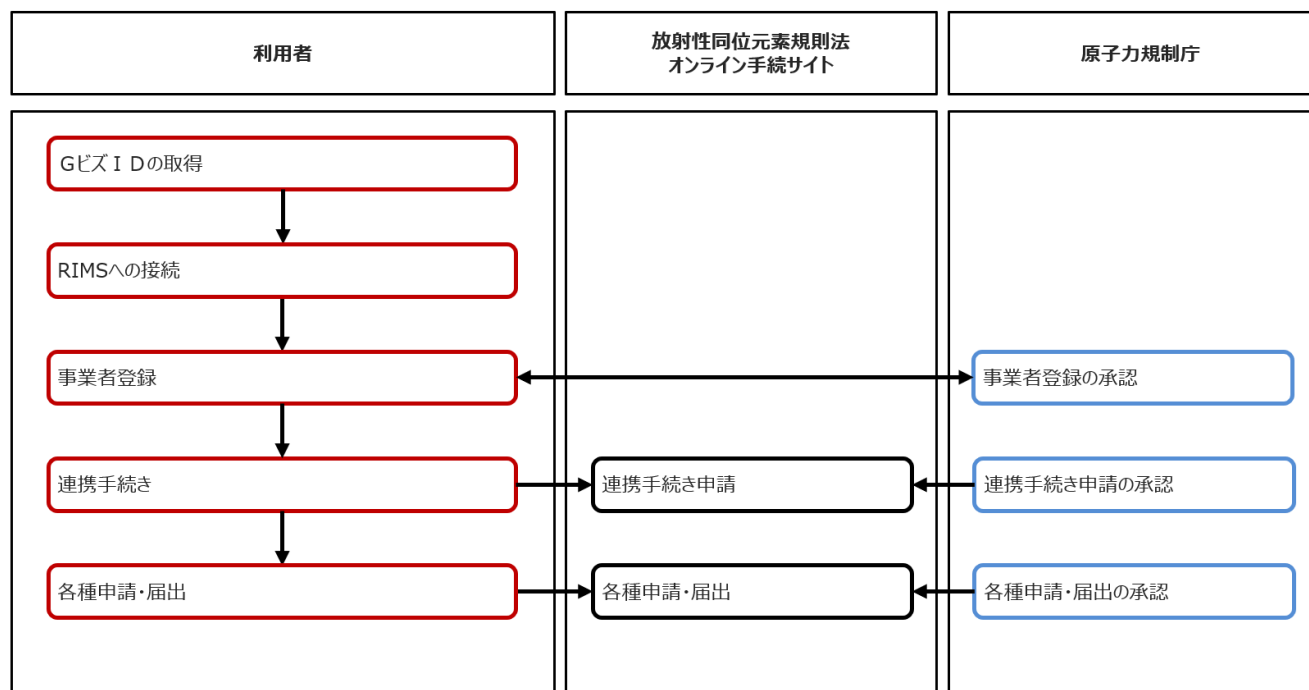 利用者
放射性同位元素規則法
オンライン手続サイト
原子力規制庁
GビズＩＤの取得
RIMSへの接続
事業者登録
事業者登録の承認
連携手続き
連携手続き申請
連携手続き申請の承認
各種申請・届出
各種申請・届出
各種申請・届出の承認